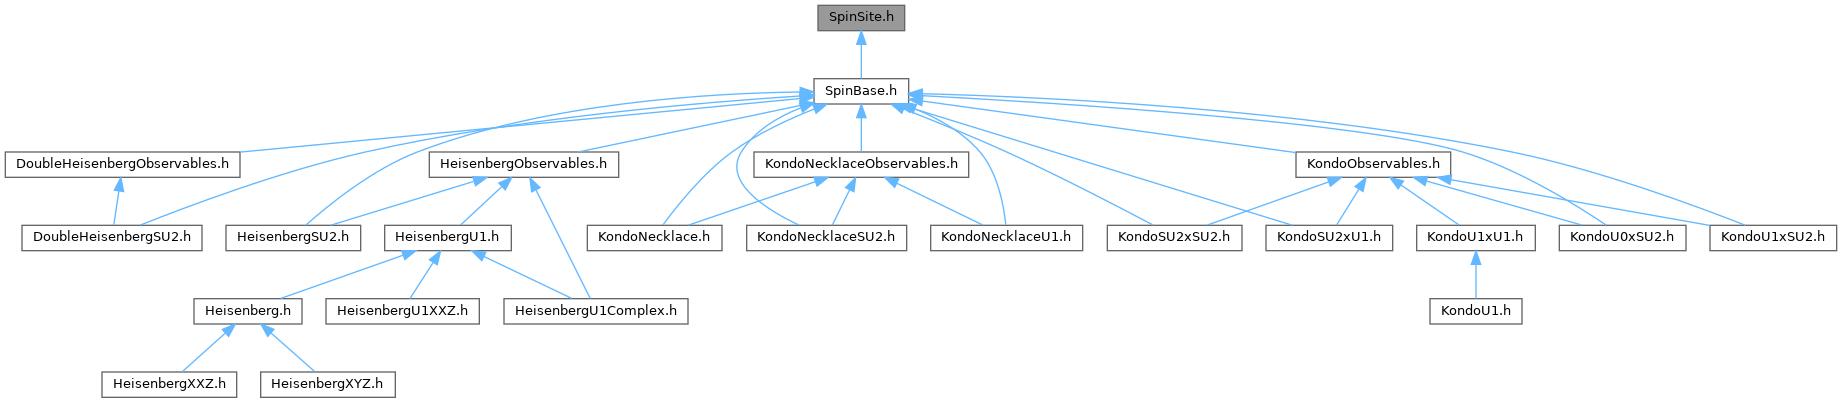 SpinSite.h
SpinBase.h
DoubleHeisenbergObservables.h
HeisenbergObservables.h
KondoNecklaceObservables.h
KondoObservables.h
DoubleHeisenbergSU2.h
HeisenbergSU2.h
HeisenbergU1.h
KondoNecklace.h
KondoNecklaceSU2.h
KondoNecklaceU1.h
KondoSU2xSU2.h
KondoSU2xU1.h
KondoU1xU1.h
KondoU0xSU2.h
KondoU1xSU2.h
Heisenberg.h
HeisenbergU1XXZ.h
HeisenbergU1Complex.h
KondoU1.h
HeisenbergXXZ.h
HeisenbergXYZ.h